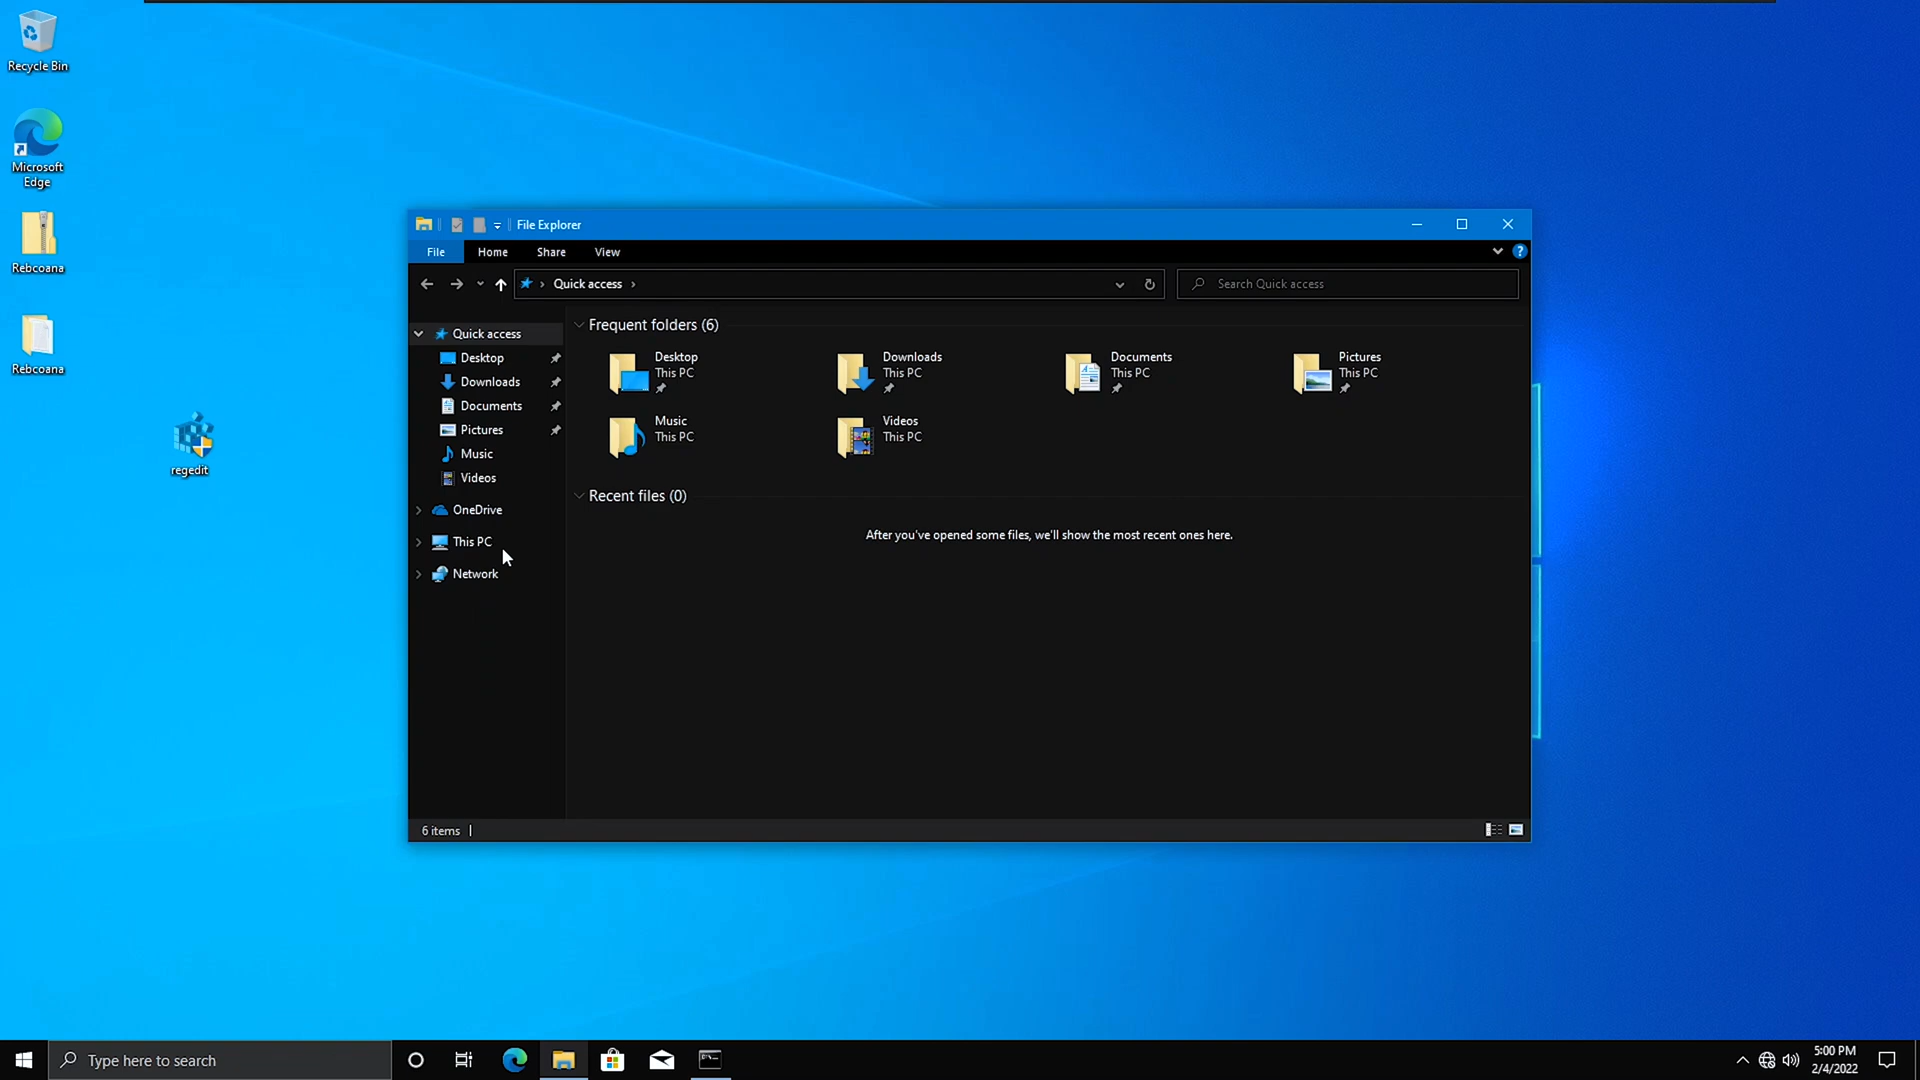 Recycle Bin
Microsoft
Edge
Rebcoana
Rebcoana
regedit
File Explorer
File Home Share View
Quick access
Search Quick access
Quick access
Desktop
Downloads
Documents
Pictures
Music
Videos
OneDrive
This PC
Network
Frequent folders (6)
Desktop
This PC
Downloads
This PC
Documents
This PC
Pictures
This PC
Music
This PC
Videos
This PC
Recent files (0)
After you've opened some files, we'll show the most recent ones here.
6 items
Type here to search
5:00 PM
2/4/2022